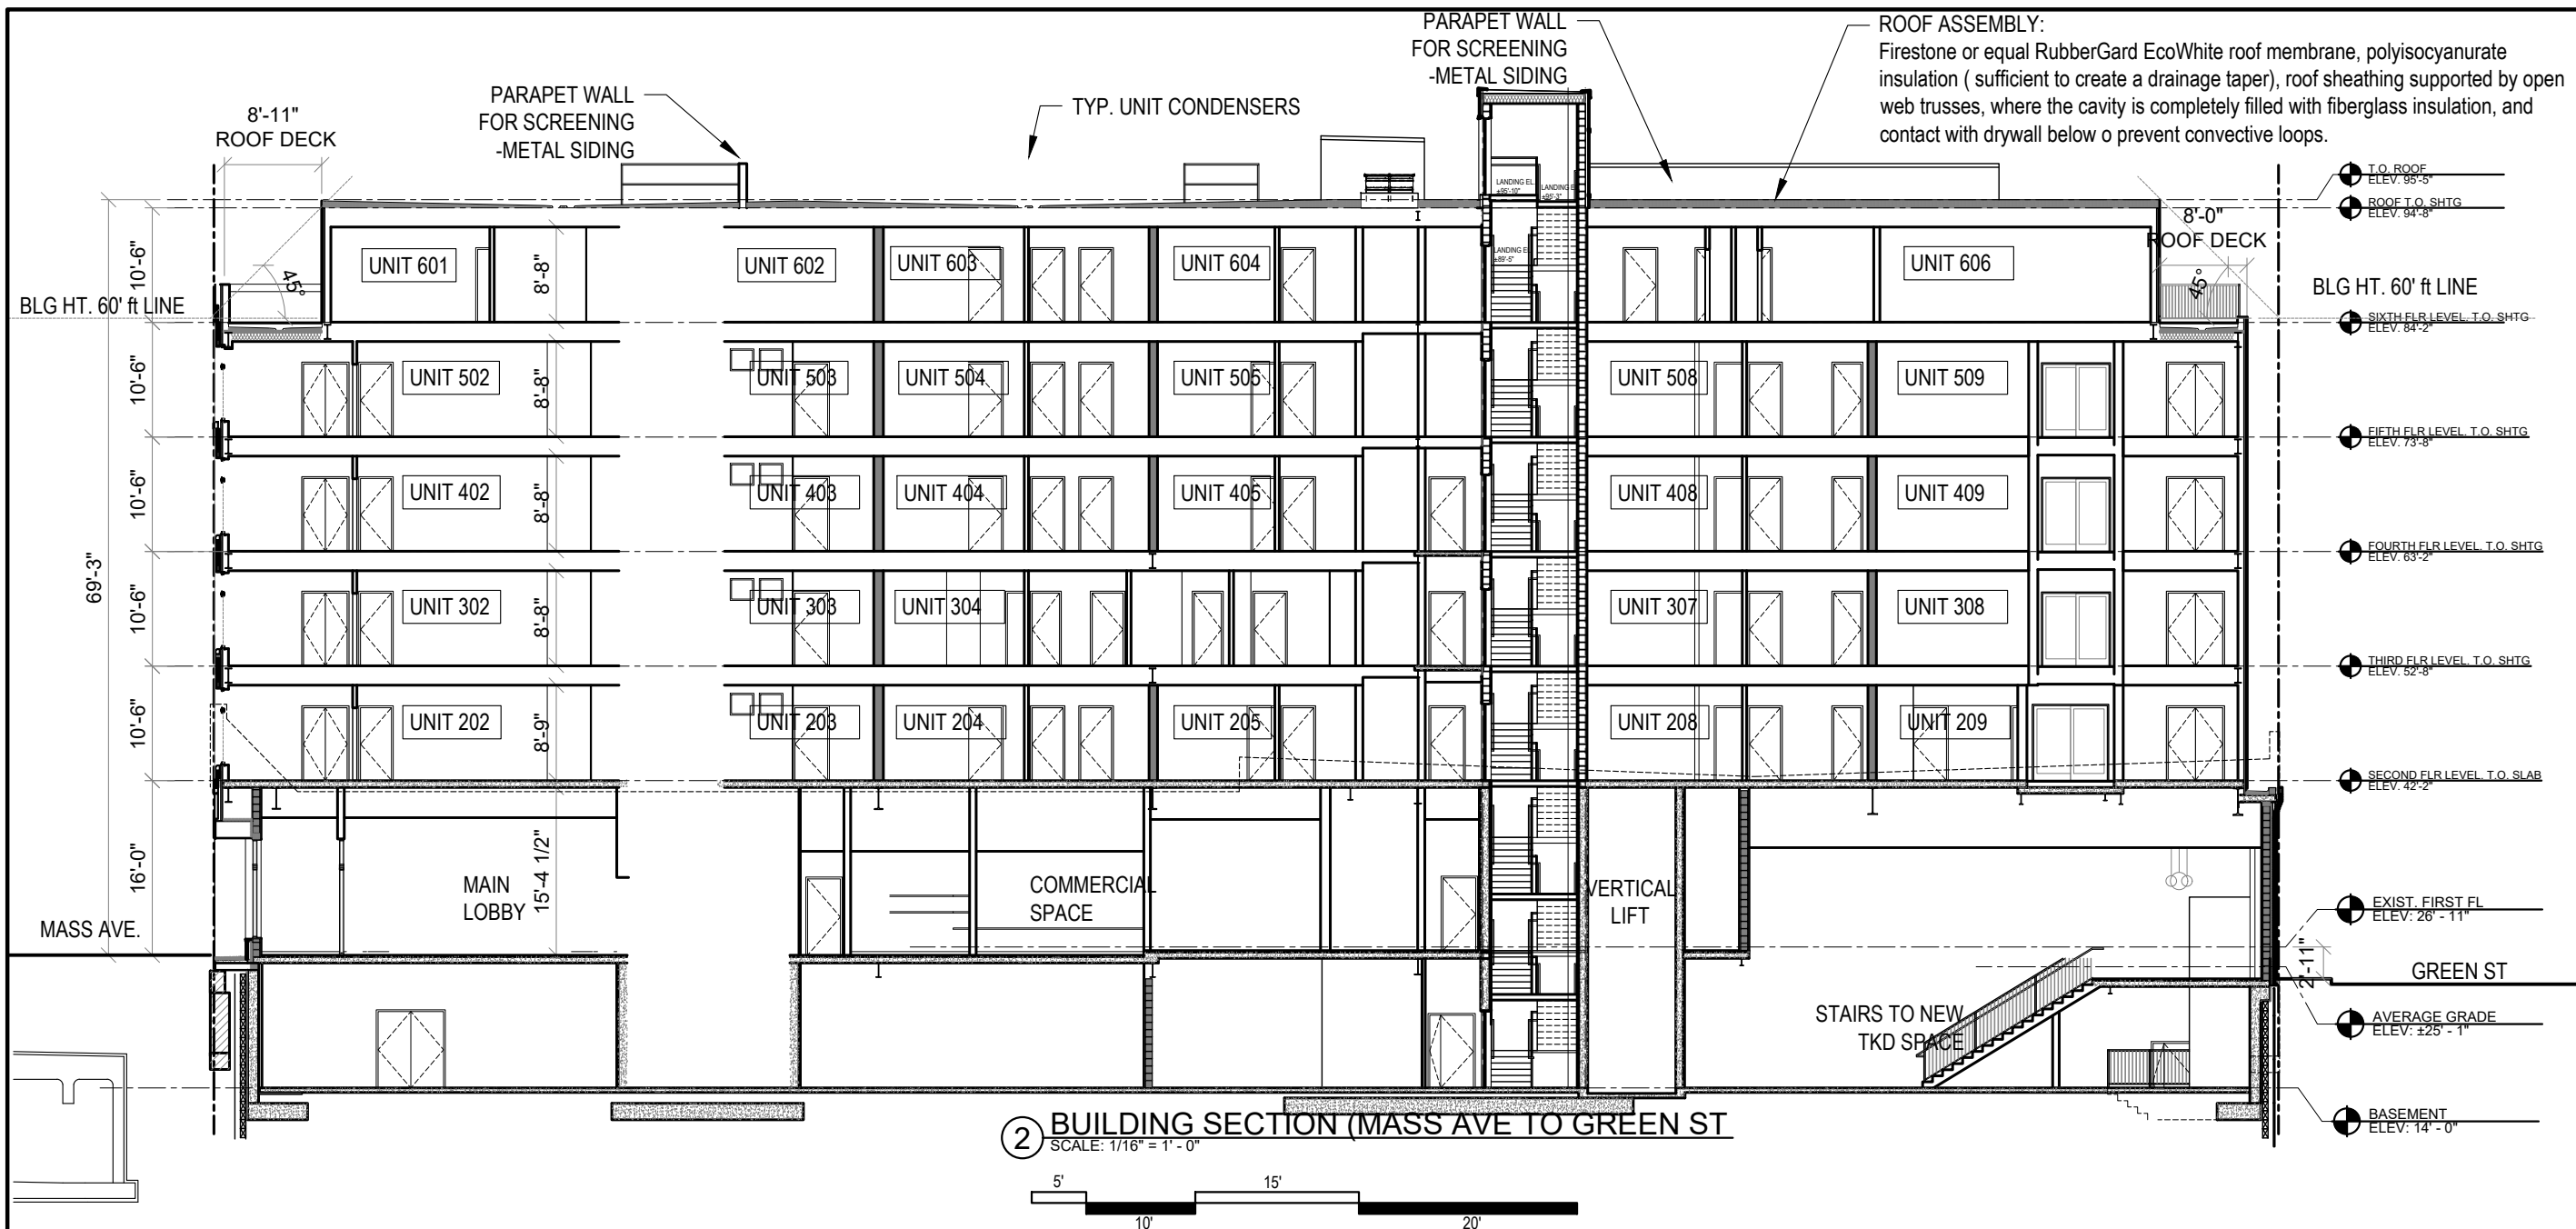 PARAPET WALL
FOR SCREENING
-METAL SIDING
ROOF ASSEMBLY:
Firestone or equal RubberGard EcoWhite roof membrane, polyisocyanurate
insulation ( sufficient to create a drainage taper), roof sheathing supported by open
web trusses, where the cavity is completely filled with fiberglass insulation, and
contact with drywall below o prevent convective loops.
PARAPET WALL
FOR SCREENING
-METAL SIDING
TYP. UNIT CONDENSERS
8'-11"
ROOF DECK
T.O. ROOF
ELEV. 95'-5"
ROOF T.O. SHTG
ELEV. 94'-8"
8'-0"
ROOF DECK
LANDING EL
±95'-10"
LANDING E
±95'-3"
LANDING E
±89'-5"
10'-6"
45°
UNIT 601
8'-8"
UNIT 602
UNIT 603
UNIT 604
UNIT 606
45°
BLG HT. 60' ft LINE
BLG HT. 60' ft LINE
SIXTH FLR LEVEL. T.O. SHTG
ELEV. 84'-2"
10'-6"
UNIT 502
8'-8"
UNIT 503
UNIT 504
UNIT 505
UNIT 508
UNIT 509
FIFTH FLR LEVEL. T.O. SHTG
ELEV. 73'-8"
10'-6"
UNIT 402
8'-8"
UNIT 403
UNIT 404
UNIT 405
UNIT 408
UNIT 409
FOURTH FLR LEVEL. T.O. SHTG
ELEV. 63'-2"
69'-3"
10'-6"
UNIT 302
8'-8"
UNIT 303
UNIT 304
UNIT 307
UNIT 308
THIRD FLR LEVEL. T.O. SHTG
ELEV. 52'-8"
10'-6"
UNIT 202
8'-9"
UNIT 203
UNIT 204
UNIT 205
UNIT 208
UNIT 209
SECOND FLR LEVEL. T.O. SLAB
ELEV. 42'-2"
16'-0"
MAIN
LOBBY
15'-4 1/2"
COMMERCIAL
SPACE
VERTICAL
LIFT
EXIST. FIRST FL
ELEV: 26' - 11"
MASS AVE.
2'-11"
GREEN ST
STAIRS TO NEW
TKD SPACE
AVERAGE GRADE
ELEV: ±25' - 1"
BASEMENT
ELEV: 14' - 0"
2
BUILDING SECTION (MASS AVE TO GREEN ST
SCALE: 1/16" = 1' - 0"
5'
15'
10'
20'